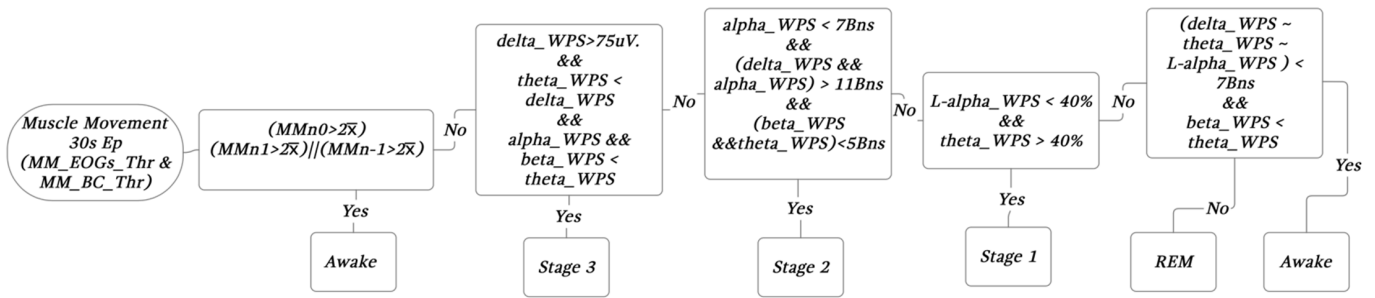 Muscle Movement
30s Ep
(MM_EOGs_Thr &
MM_BC_Thr)
(MMn0>2x̅)
(MMn1>2x̅)||(MMn-1>2x̅)
Yes
Awake
No
delta_WPS>75uV.
&&
theta_WPS <
delta_WPS
&&
alpha_WPS &&
beta_WPS <
theta_WPS
Yes
Stage 3
No
alpha_WPS < 7Bns
&&
(delta_WPS &&
alpha_WPS) > 11Bns
&&
(beta_WPS
&&theta_WPS)<5Bns
Yes
Stage 2
No
L-alpha_WPS < 40%
&&
theta_WPS > 40%
Yes
Stage 1
No
(delta_WPS ~
theta_WPS ~
L-alpha_WPS ) <
7Bns
&&
beta_WPS <
theta_WPS
No
REM
Yes
Awake